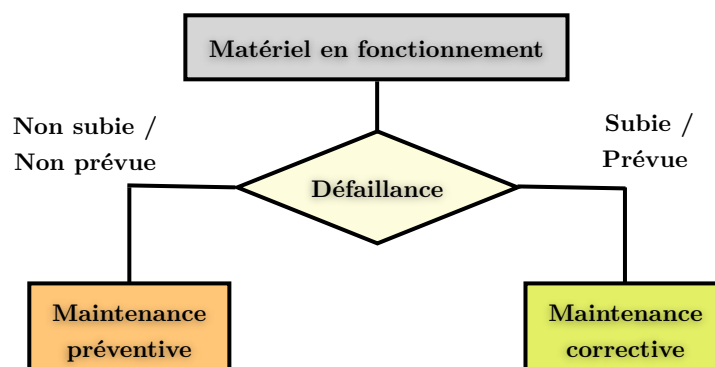 Matériel en fonctionnement
Non subie /
Non prévue
Subie /
Prévue
Défaillance
Maintenance
préventive
Maintenance
corrective